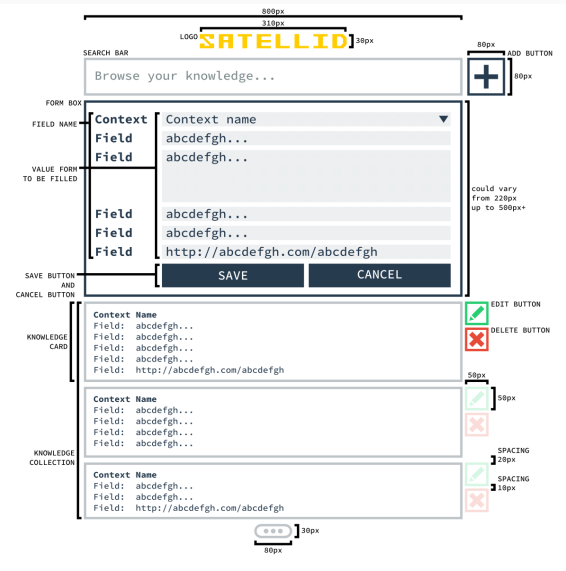 800px
310px
LOGO SATELLID 30px
SEARCH BAR
80px
ADD BUTTON
Browse your knowledge...
80px
FORM BOX
FIELD NAME
Context Context name
Field abcdefgh...
Field abcdefgh...
VALUE FORM
TO BE FILLED
could vary
from 220px
up to 500px+
Field abcdefgh...
Field abcdefgh...
Field http://abcdefgh.com/abcdefgh
SAVE BUTTON
AND
CANCEL BUTTON
SAVE CANCEL
EDIT BUTTON
DELETE BUTTON
KNOWLEDGE
CARD
Context Name
Field: abcdefgh...
Field: abcdefgh...
Field: abcdefgh...
Field: abcdefgh...
Field: http://abcdefgh.com/abcdefgh
50px
50px
Context Name
Field: abcdefgh...
Field: abcdefgh...
Field: abcdefgh...
Field: abcdefgh...
KNOWLEDGE
COLLECTION
SPACING
20px
SPACING
10px
Context Name
Field: abcdefgh...
Field: abcdefgh...
Field: http://abcdefgh.com/abcdefgh
30px
80px